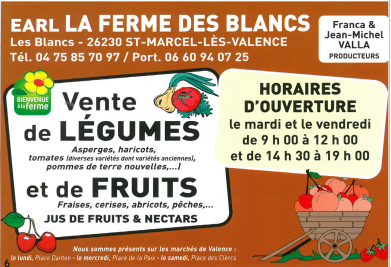 EARL LA FERME DES BLANCS
Les Blancs - 26230 ST-MARCEL-LÈS-VALENCE
Tél. 04 75 85 70 97 / Port. 06 60 94 07 25
Franca &
Jean-Michel
VALLA
PRODUCTEURS
BIENVENUE
à la ferme
Vente
de LÉGUMES
Asperges, haricots,
tomates (diverses variétés dont variétés anciennes),
pommes de terre nouvelles,...)
et de FRUITS
Fraises, cerises, abricots, pêches,...
JUS DE FRUITS & NECTARS
HORAIRES
D'OUVERTURE
le mardi et le vendredi
de 9 h 00 à 12 h 00
et de 14 h 30 à 19 h 00
Nous sommes présents sur les marchés de Valence :
le lundi, Place Danton - le mercredi, Place de la Paix - le samedi, Place des Clercs
6